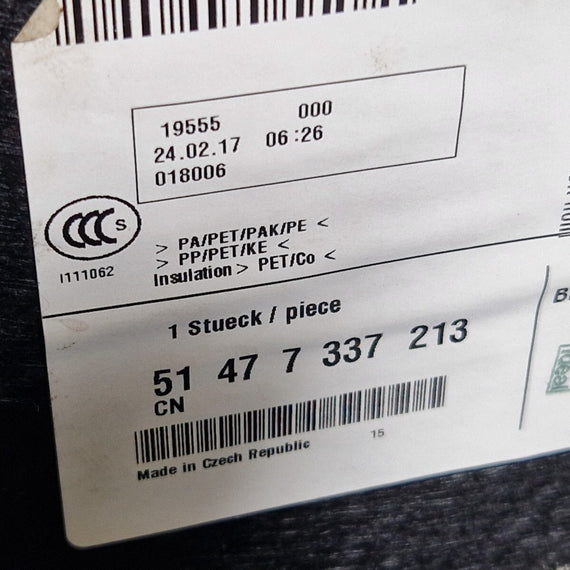 19555 000
24.02.17 06:26
018006
CCC S
I111062
> PA/PET/PAK/PE <
> PP/PET/KE <
Insulation > PET/Co <
1 Stueck / piece
51 47 7 337 213
CN
15
Made in Czech Republic